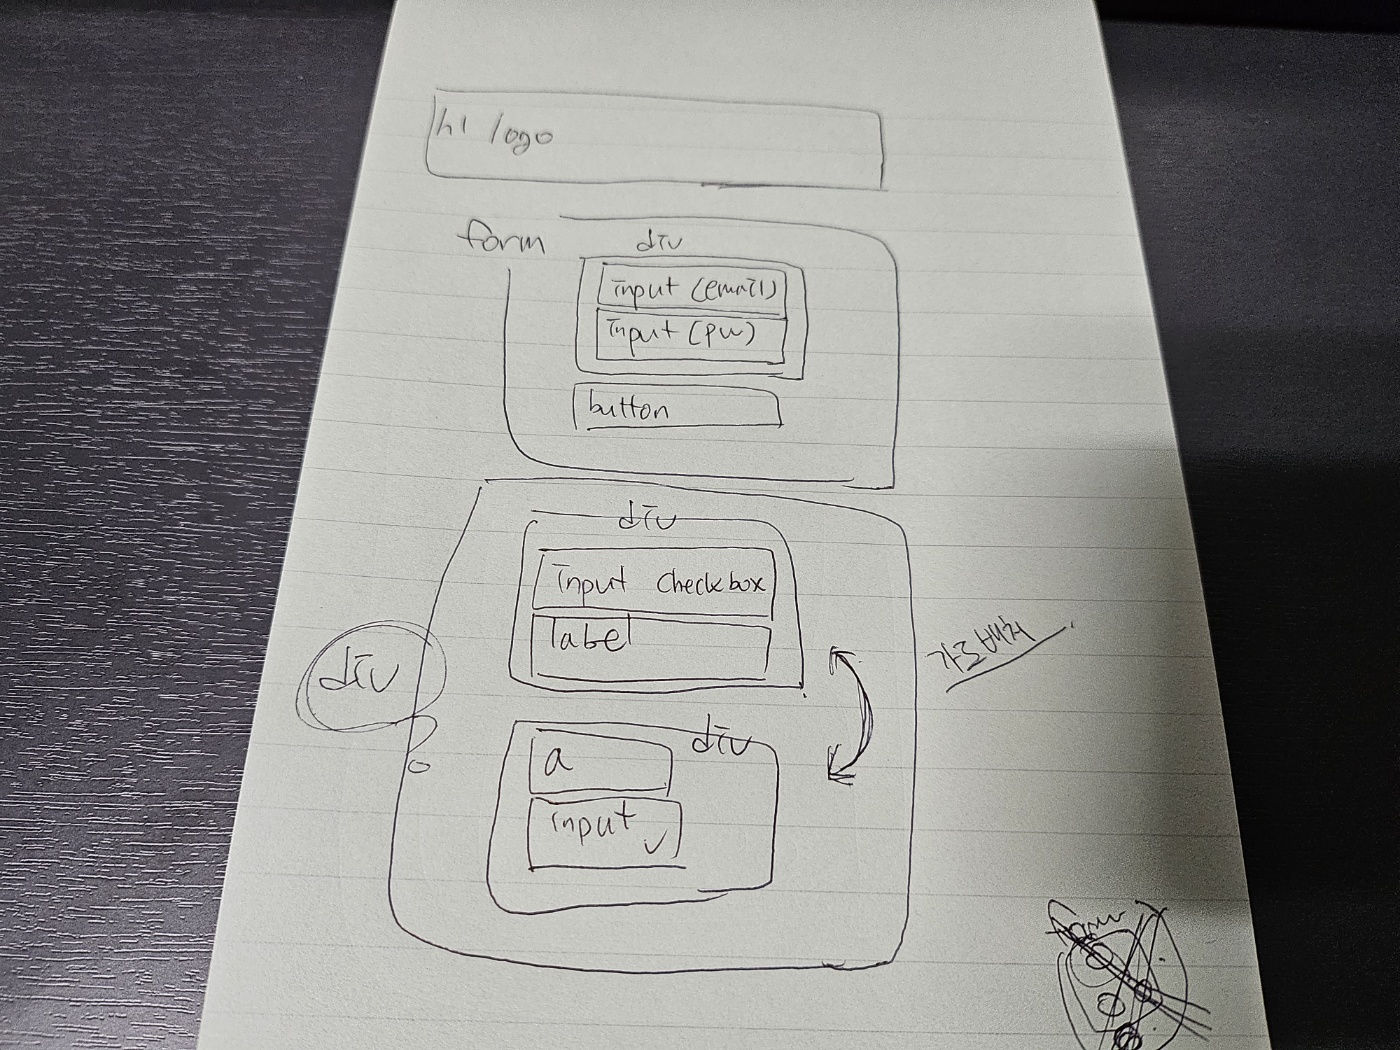 h1 logo
form
div
input (email)
input (pw)
button
div
input checkbox
label
div
가로 배치
div
a
input